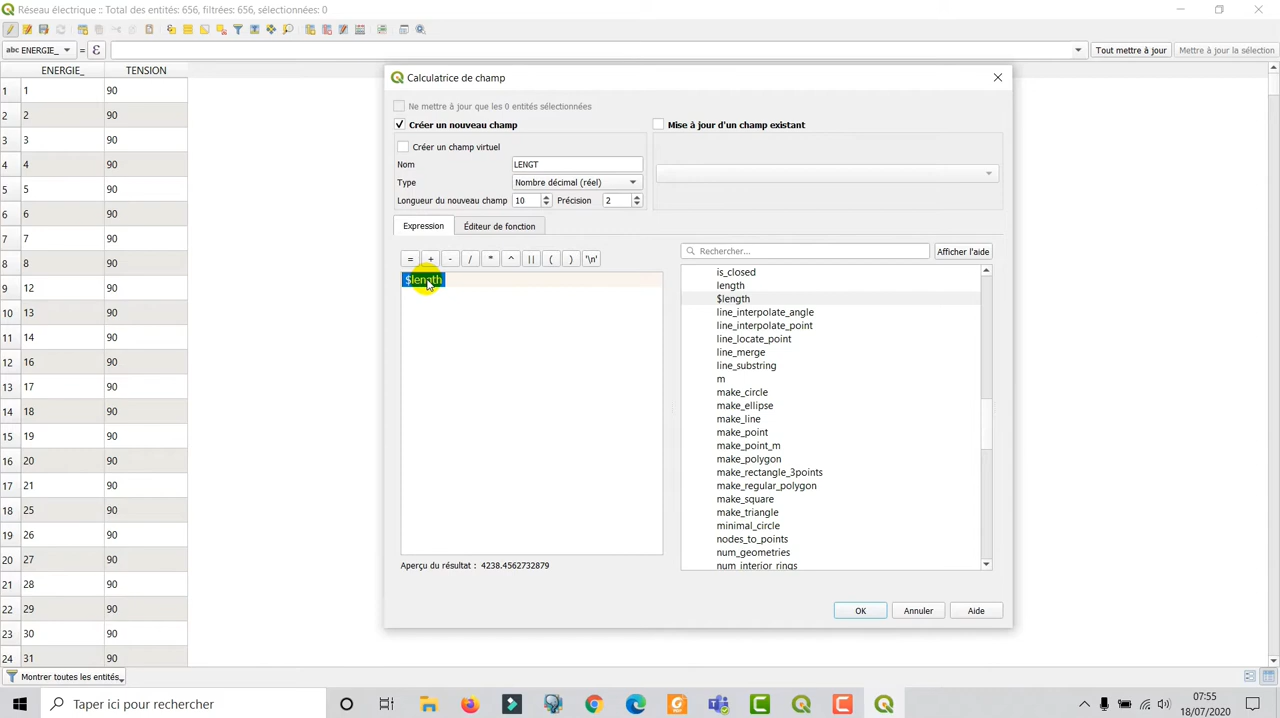 Réseau électrique :: Total des entités: 656, filtrées: 656, sélectionnées: 0
abc ENERGIE_ = ε Tout mettre à jour Mettre à jour la sélection
ENERGIE_ TENSION
1 1 90
2 2 90
3 3 90
4 4 90
5 5 90
6 6 90
7 7 90
8 8 90
9 12 90
10 13 90
11 14 90
12 16 90
13 17 90
14 18 90
15 19 90
16 20 90
17 21 90
18 25 90
19 26 90
20 27 90
21 28 90
22 29 90
23 30 90
24 31 90
Montrer toutes les entités
Calculatrice de champ
Ne mettre à jour que les 0 entités sélectionnées
Créer un nouveau champ
Mise à jour d'un champ existant
Créer un champ virtuel
Nom LENGT
Type Nombre décimal (réel)
Longueur du nouveau champ 10 Précision 2
Expression Éditeur de fonction
= + - / * ^ || ( ) '\n'
$length
Aperçu du résultat : 4238.4562732879
Rechercher... Afficher l'aide
is_closed
length
$length
line_interpolate_angle
line_interpolate_point
line_locate_point
line_merge
line_substring
m
make_circle
make_ellipse
make_line
make_point
make_point_m
make_polygon
make_rectangle_3points
make_regular_polygon
make_square
make_triangle
minimal_circle
nodes_to_points
num_geometries
num_interior_rings
OK Annuler Aide
Taper ici pour rechercher
07:55
18/07/2020